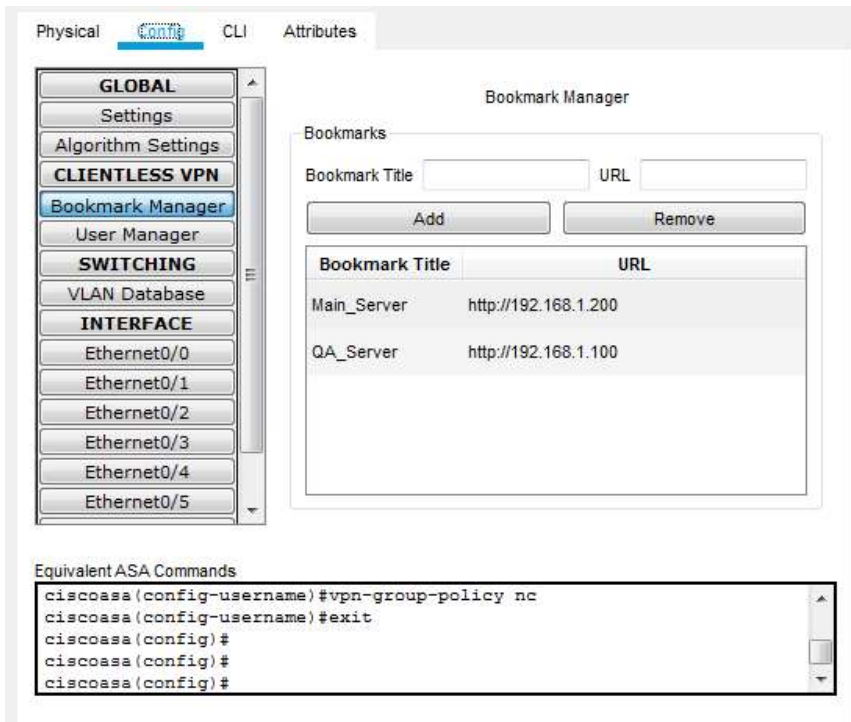 Physical Config CLI Attributes
GLOBAL
Settings
Algorithm Settings
CLIENTLESS VPN
Bookmark Manager
User Manager
SWITCHING
VLAN Database
INTERFACE
Ethernet0/0
Ethernet0/1
Ethernet0/2
Ethernet0/3
Ethernet0/4
Ethernet0/5
Bookmark Manager
Bookmarks
Bookmark Title URL
Add Remove
Bookmark Title URL
Main_Server http://192.168.1.200
QA_Server http://192.168.1.100
Equivalent ASA Commands
ciscoasa(config-username)#vpn-group-policy nc
ciscoasa(config-username)#exit
ciscoasa(config)#
ciscoasa(config)#
ciscoasa(config)#